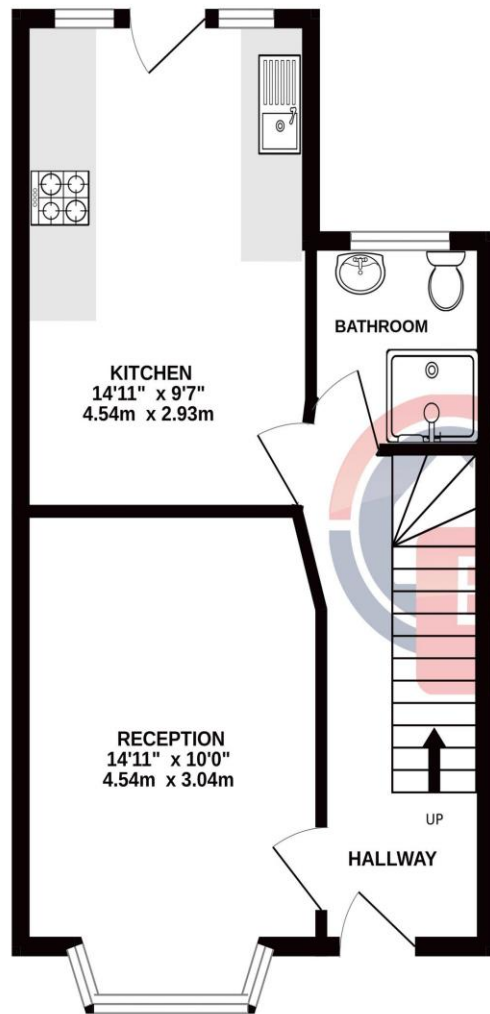 BATHROOM
KITCHEN
14'11" x 9'7"
4.54m x 2.93m
RECEPTION
14'11" x 10'0"
4.54m x 3.04m
UP
HALLWAY